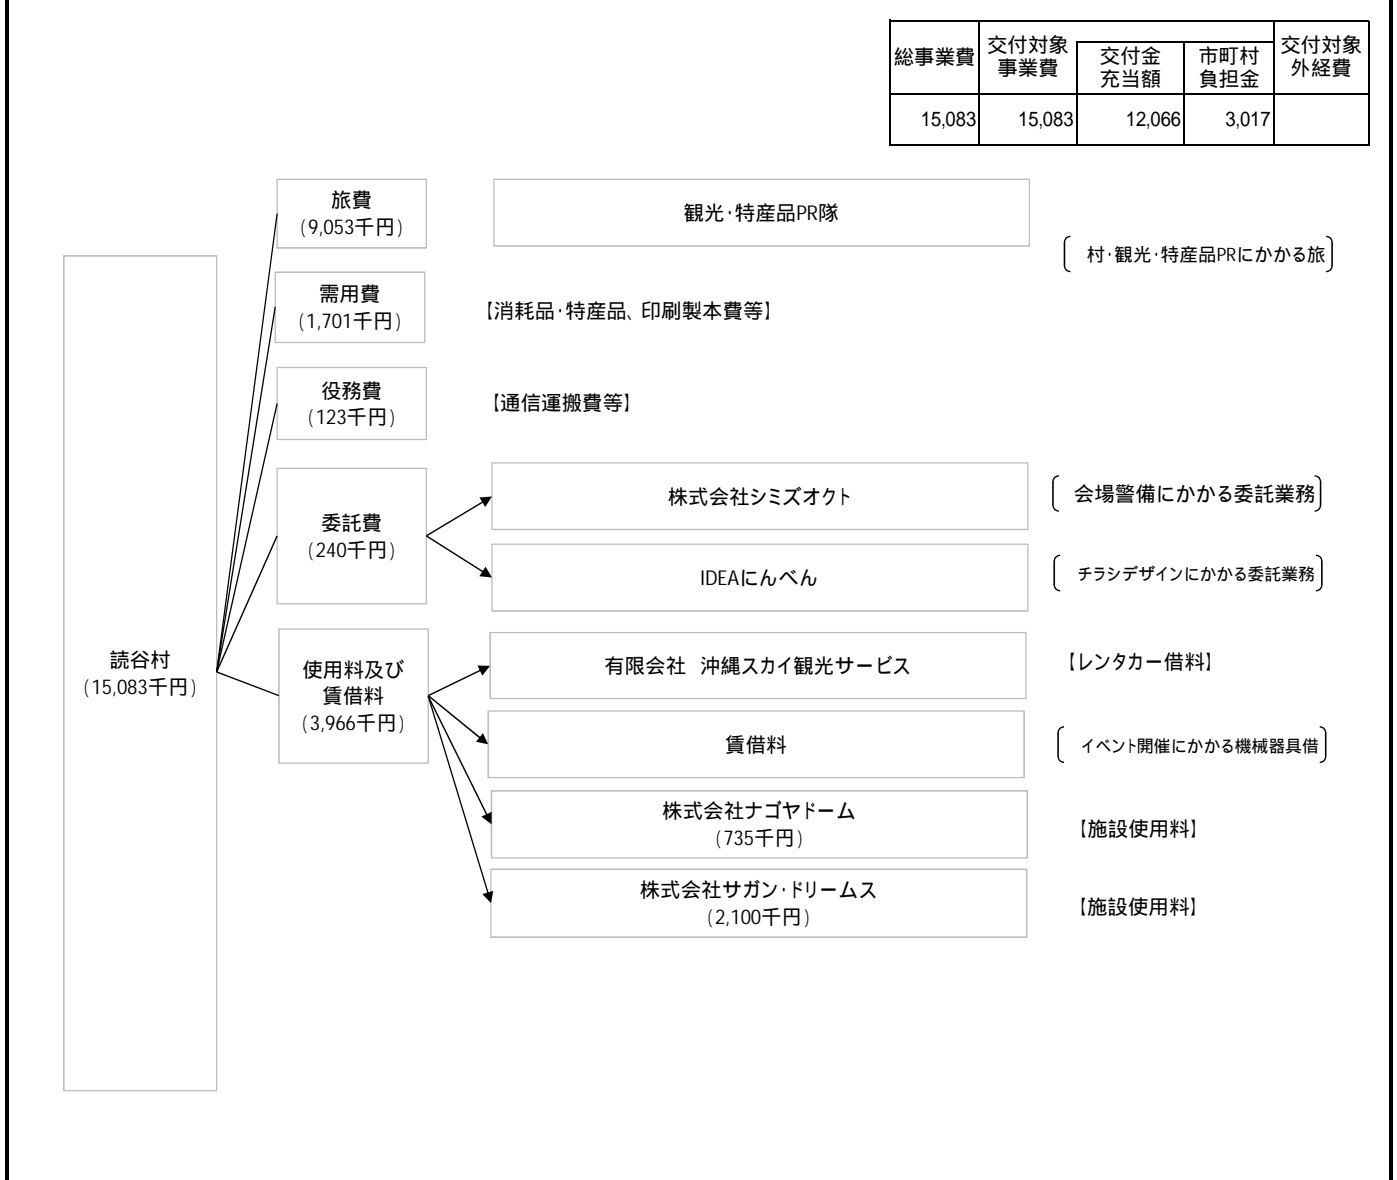 総事業費
交付対象
事業費
交付金
充当額
市町村
負担金
交付対象
外経費
15,083
15,083
12,066
3,017
旅費
(9,053千円)
観光・特産品PR隊
村・観光・特産品PRにかかる旅
需用費
(1,701千円)
【消耗品・特産品、印刷製本費等】
役務費
(123千円)
【通信運搬費等】
委託費
(240千円)
株式会社シミズオクト
会場警備にかかる委託業務
IDEAにんべん
チラシデザインにかかる委託業務
読谷村
(15,083千円)
使用料及び
賃借料
(3,966千円)
有限会社　沖縄スカイ観光サービス
【レンタカー借料】
賃借料
イベント開催にかかる機械器具借
株式会社ナゴヤドーム
(735千円)
【施設使用料】
株式会社サガン・ドリームス
(2,100千円)
【施設使用料】